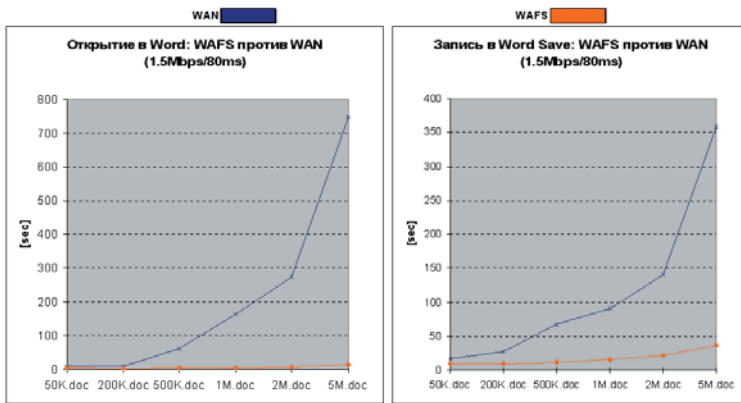 WAN
WAFS
Открытие в Word: WAFS против WAN
(1.5Mbps/80ms)
800
700
600
500
400
300
200
100
0
[sec]
50K.doc 200K.doc 500K.doc 1M.doc 2M.doc 5M.doc
Запись в Word Save: WAFS против WAN
(1.5Mbps/80ms)
400
350
300
250
200
150
100
50
0
[sec]
50K.doc 200K.doc 500K.doc 1M.doc 2M.doc 5M.doc